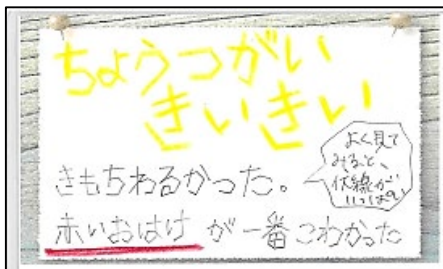 ちょうつがい
きいきい
きもちわるかった。
赤いおばけ が一番こわかった
よく見て
みると、
伏線が
いっぱい